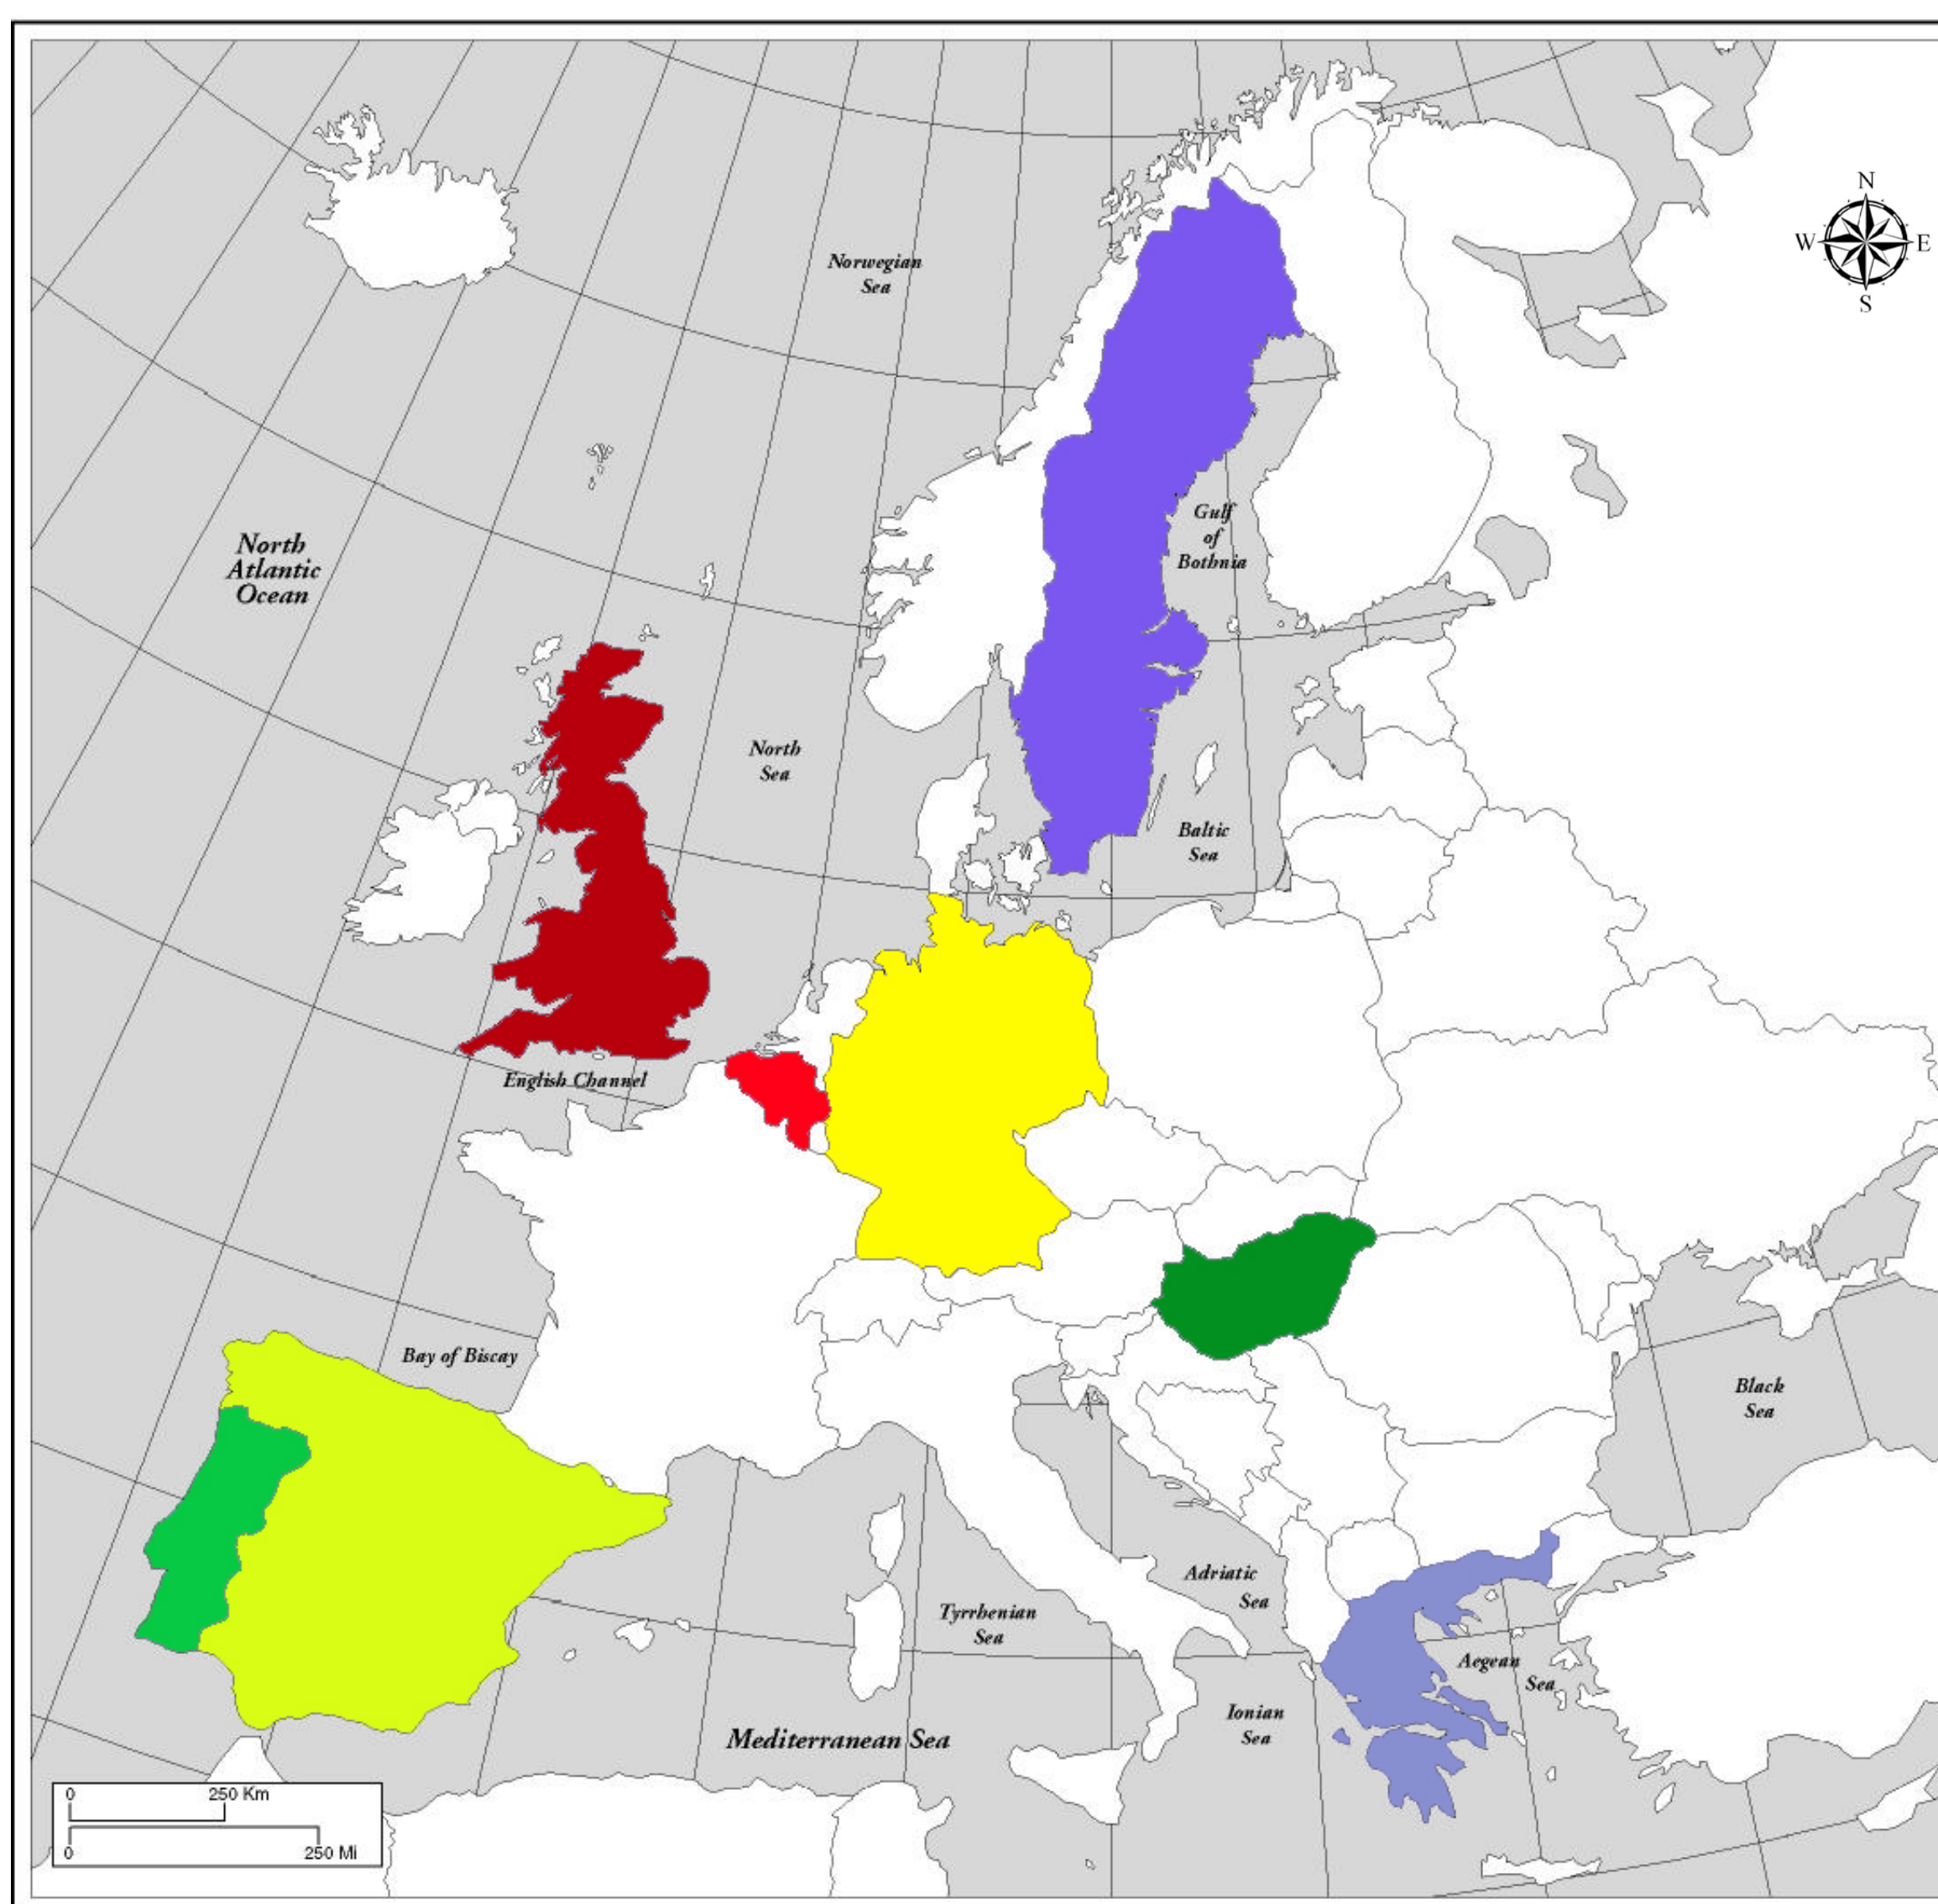 N
W
E
S
Norwegian
Sea
North
Atlantic
Ocean
Gulf
of
Bothnia
North
Sea
Baltic
Sea
English Channel
Bay of Biscay
Black
Sea
Adriatic
Sea
Tyrrhenian
Sea
Aegean
Sea
Ionian
Sea
Mediterranean Sea
0
250 Km
0
250 Mi